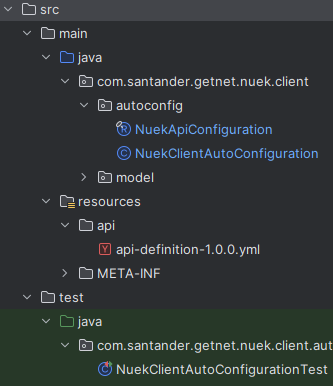 src
main
java
com.santander.getnet.nuek.client
autoconfig
NuekApiConfiguration
NuekClientAutoConfiguration
model
resources
api
api-definition-1.0.0.yml
META-INF
test
java
com.santander.getnet.nuek.client.aut
NuekClientAutoConfigurationTest